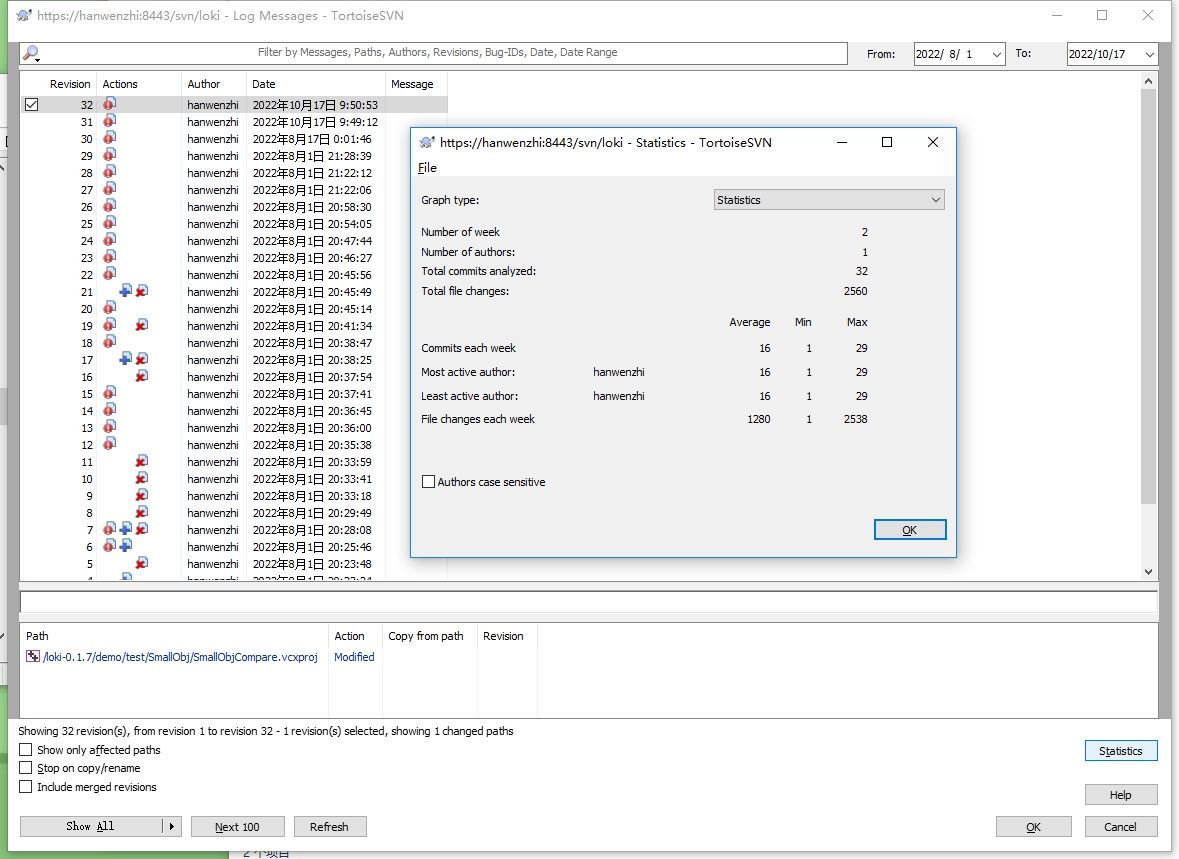 https://hanwenzhi:8443/svn/loki - Log Messages - TortoiseSVN
Filter by Messages, Paths, Authors, Revisions, Bug-IDs, Date, Date Range From: 2022/ 8/ 1 To: 2022/10/17
Revision Actions Author Date Message
32 hanwenzhi 2022年10月17日 9:50:53
31 hanwenzhi 2022年10月17日 9:49:12
30 hanwenzhi 2022年8月17日 0:01:46
29 hanwenzhi 2022年8月1日 21:28:39
28 hanwenzhi 2022年8月1日 21:22:12
27 hanwenzhi 2022年8月1日 21:22:06
26 hanwenzhi 2022年8月1日 20:58:30
25 hanwenzhi 2022年8月1日 20:54:05
24 hanwenzhi 2022年8月1日 20:47:44
23 hanwenzhi 2022年8月1日 20:46:27
22 hanwenzhi 2022年8月1日 20:45:56
21 hanwenzhi 2022年8月1日 20:45:49
20 hanwenzhi 2022年8月1日 20:45:14
19 hanwenzhi 2022年8月1日 20:41:34
18 hanwenzhi 2022年8月1日 20:38:47
17 hanwenzhi 2022年8月1日 20:38:25
16 hanwenzhi 2022年8月1日 20:37:54
15 hanwenzhi 2022年8月1日 20:37:41
14 hanwenzhi 2022年8月1日 20:36:45
13 hanwenzhi 2022年8月1日 20:36:00
12 hanwenzhi 2022年8月1日 20:35:38
11 hanwenzhi 2022年8月1日 20:33:59
10 hanwenzhi 2022年8月1日 20:33:41
9 hanwenzhi 2022年8月1日 20:33:18
8 hanwenzhi 2022年8月1日 20:29:49
7 hanwenzhi 2022年8月1日 20:28:08
6 hanwenzhi 2022年8月1日 20:25:46
5 hanwenzhi 2022年8月1日 20:23:48
https://hanwenzhi:8443/svn/loki - Statistics - TortoiseSVN
File
Graph type: Statistics
Number of week 2
Number of authors: 1
Total commits analyzed: 32
Total file changes: 2560
Average Min Max
Commits each week 16 1 29
Most active author: hanwenzhi 16 1 29
Least active author: hanwenzhi 16 1 29
File changes each week 1280 1 2538
Authors case sensitive
OK
Path Action Copy from path Revision
/loki-0.1.7/demo/test/SmallObj/SmallObjCompare.vcxproj Modified
Showing 32 revision(s), from revision 1 to revision 32 - 1 revision(s) selected, showing 1 changed paths
Show only affected paths
Statistics
Stop on copy/rename
Include merged revisions
Help
Show All Next 100 Refresh OK Cancel
2 个项目